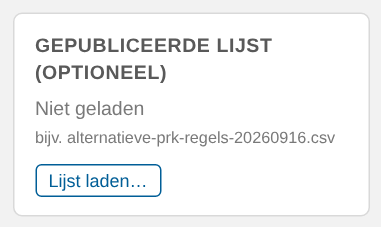 GEPUBLICEERDE LIJST
(OPTIONEEL)
Niet geladen
bijv. alternatieve-prk-regels-20260916.csv
Lijst laden…